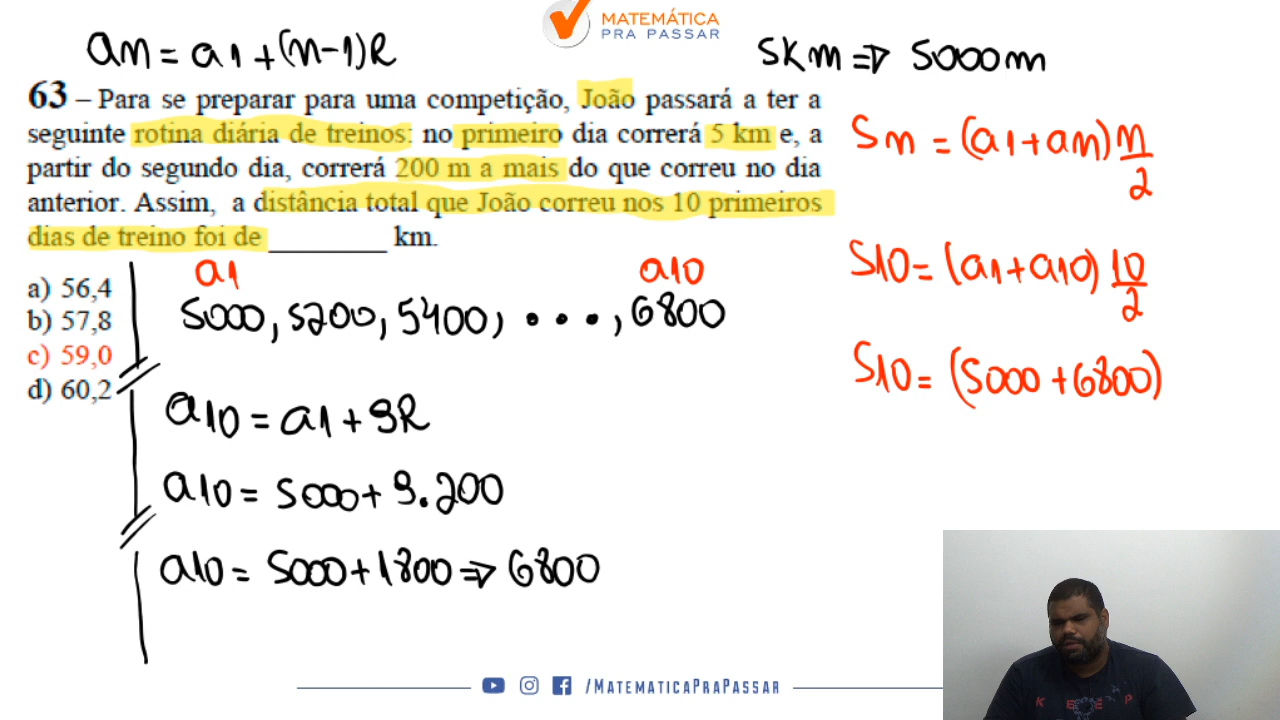 MATEMÁTICA
PRA PASSAR
an = a1 + (n-1)R
5Km => 5000m
63 – Para se preparar para uma competição, João passará a ter a
seguinte rotina diária de treinos: no primeiro dia correrá 5 km e, a
partir do segundo dia, correrá 200 m a mais do que correu no dia
anterior. Assim, a distância total que João correu nos 10 primeiros
dias de treino foi de ________ km.
a) 56,4
b) 57,8
c) 59,0
d) 60,2
a1 a10
5000, 5200, 5400, ..., 6800
a10 = a1 + 9R
a10 = 5000 + 9.200
a10 = 5000 + 1800 => 6800
Sn = (a1 + an) n/2
S10 = (a1 + a10) 10/2
S10 = (5000 + 6800)
/MATEMATICAPRAPASSAR